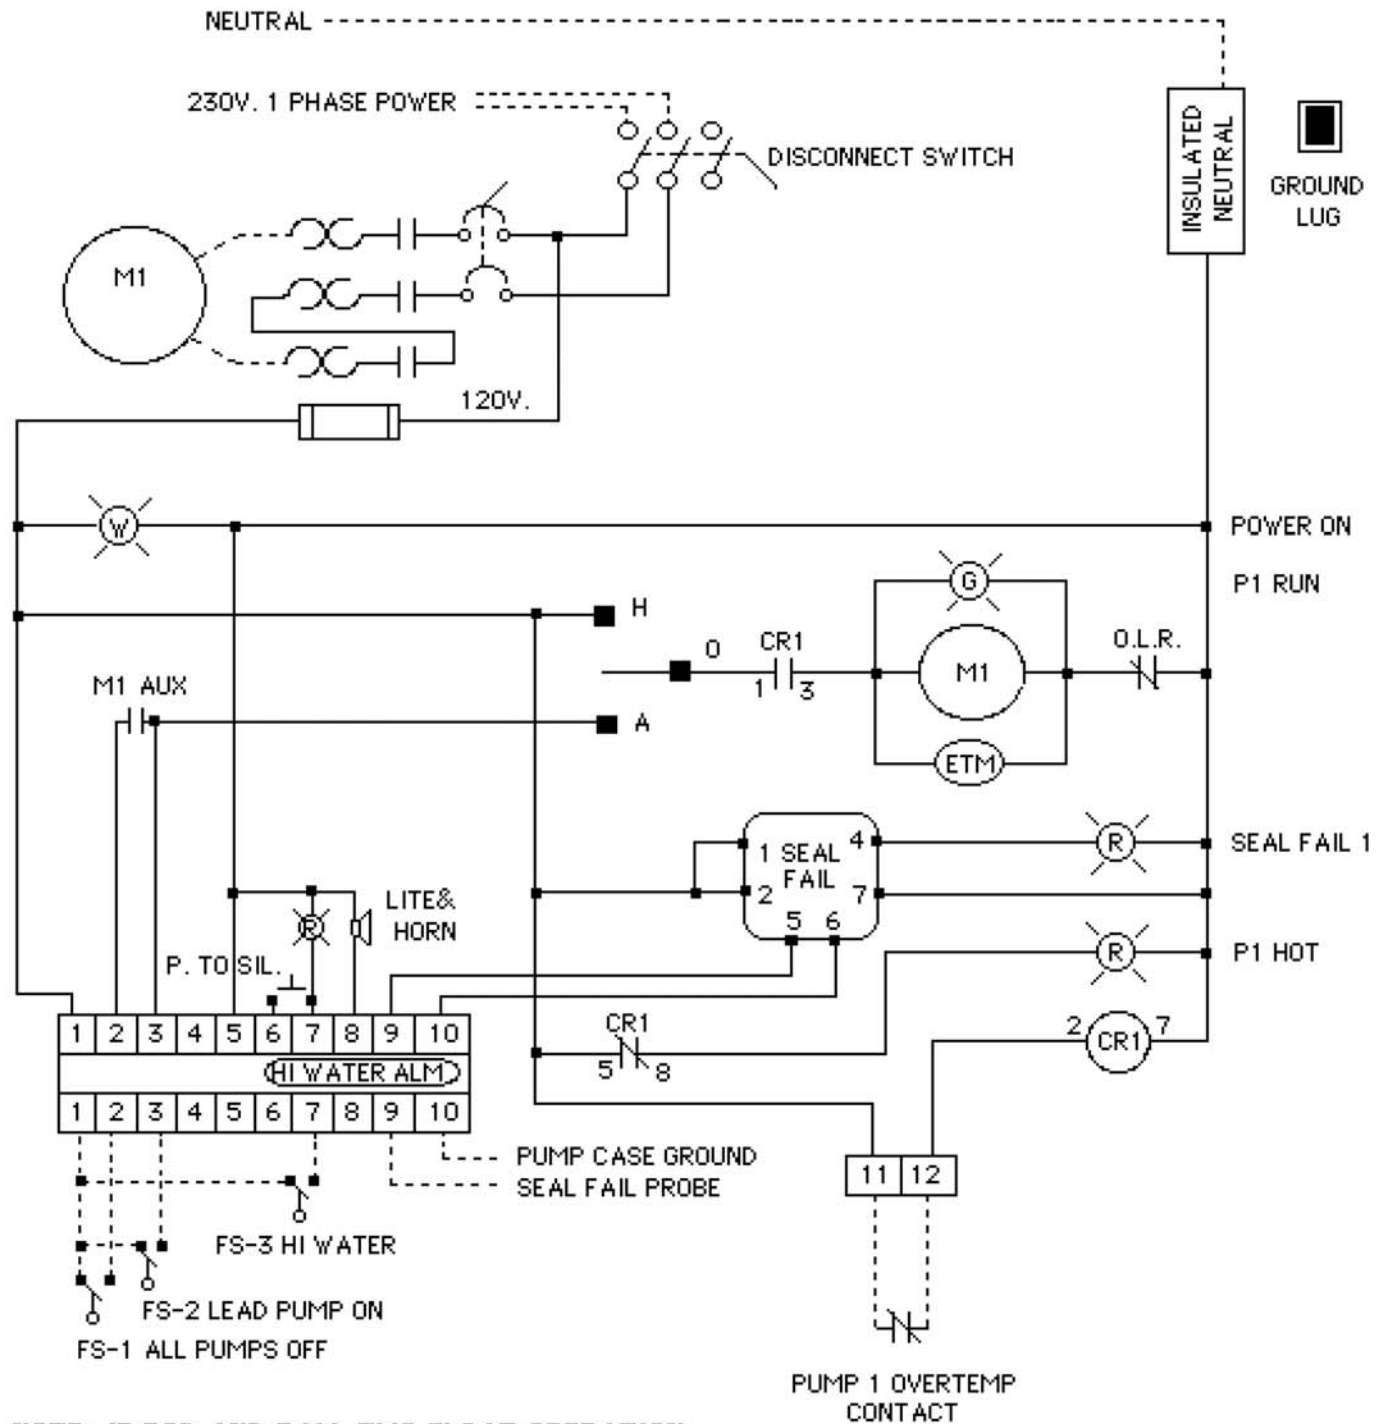 NEUTRAL
230V. 1 PHASE POWER
DISCONNECT SWITCH
INSULATED
NEUTRAL
GROUND
LUG
M1
120V.
W
POWER ON
G
P1 RUN
H
O
CR1
1 3
M1
O.L.R.
M1 AUX
A
ETM
1 SEAL 4
FAIL
2 7
5 6
R
SEAL FAIL 1
LITE&
HORN
R
P. TO SIL.
R
P1 HOT
1 2 3 4 5 6 7 8 9 10
HI WATER ALM
1 2 3 4 5 6 7 8 9 10
CR1
5 8
2 CR1 7
PUMP CASE GROUND
SEAL FAIL PROBE
11 12
FS-3 HI WATER
FS-2 LEAD PUMP ON
FS-1 ALL PUMPS OFF
PUMP 1 OVERTEMP
CONTACT